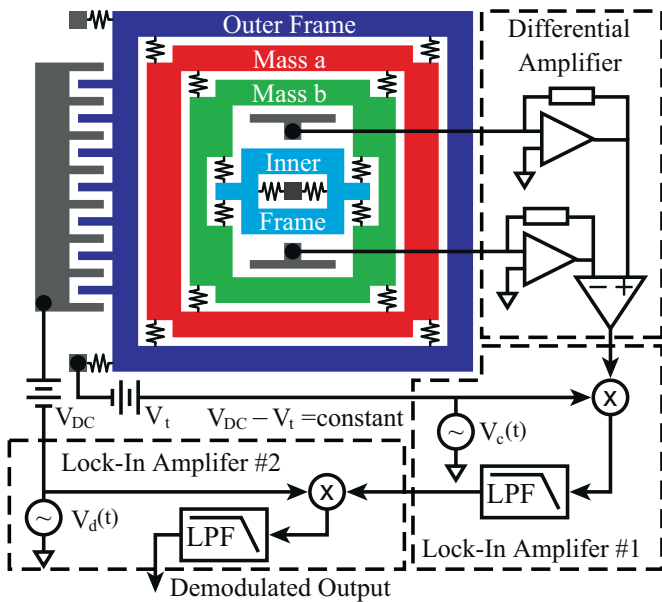 Outer Frame
Mass a
Mass b
Inner
Frame
Differential
Amplifier
− +
x
V_DC
V_t
V_DC − V_t =constant
~
V_c(t)
Lock-In Amplifer #2
x
LPF
~
V_d(t)
LPF
Lock-In Amplifer #1
Demodulated Output